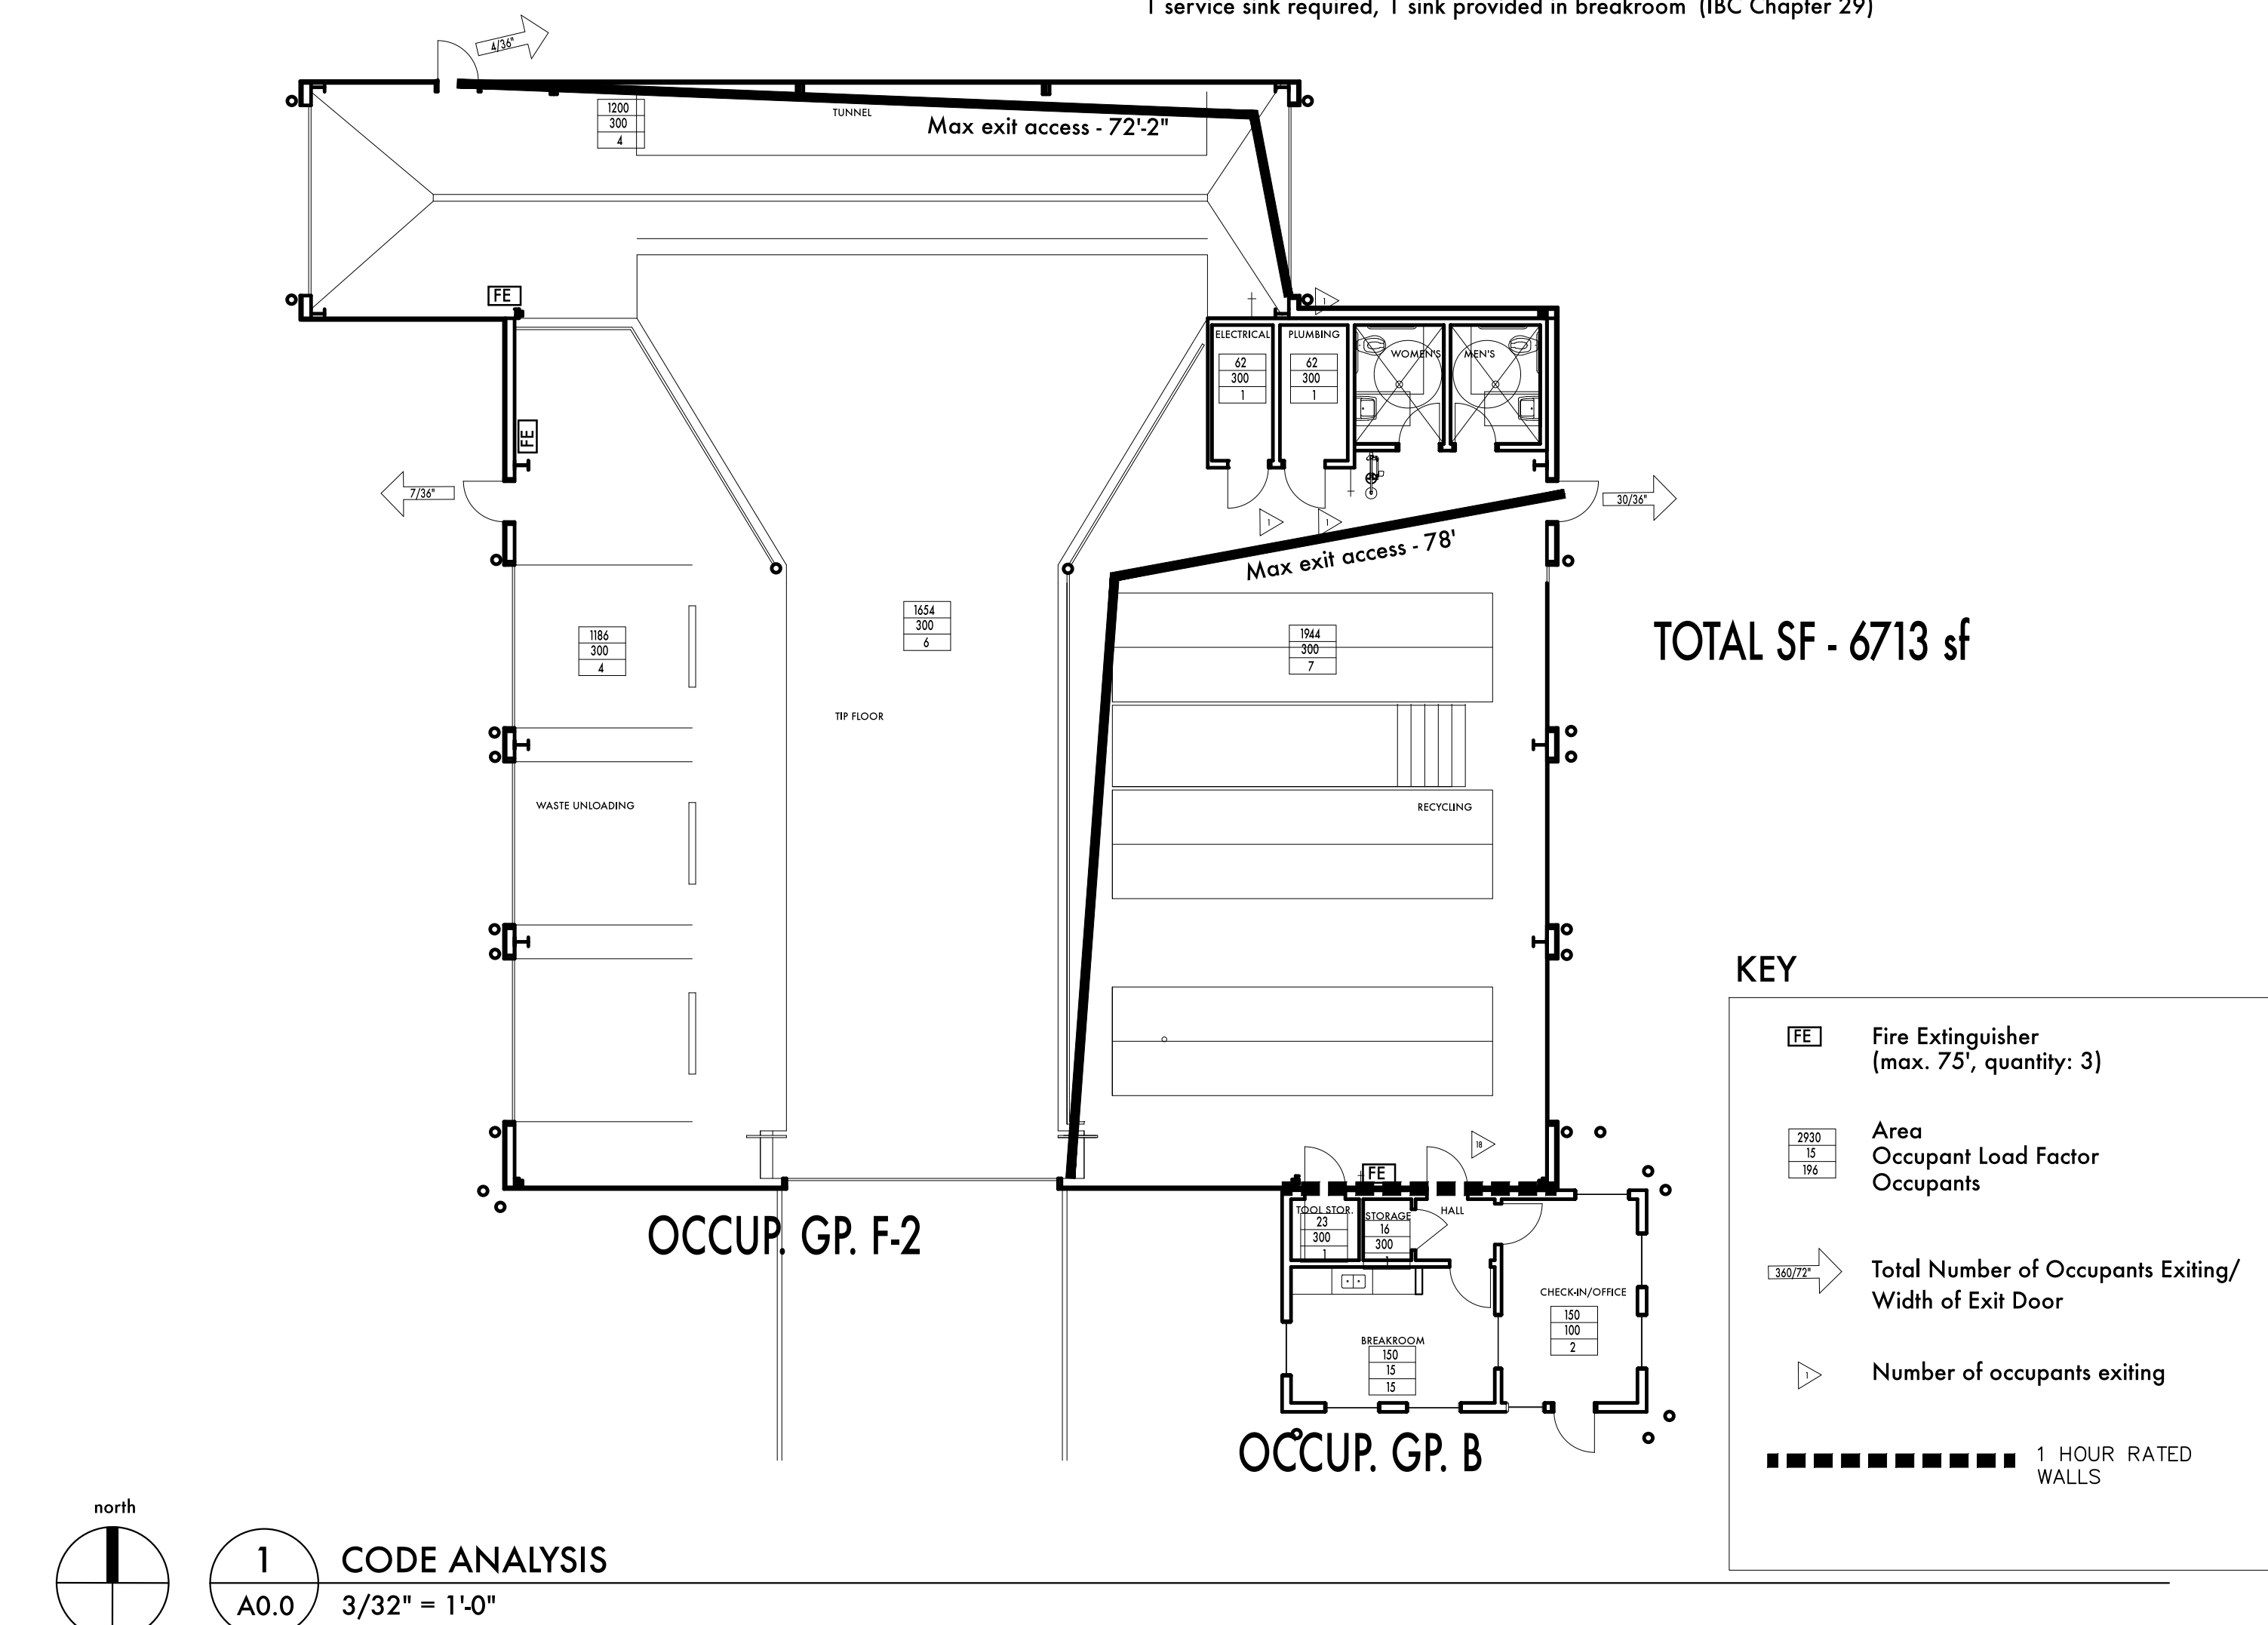 1 service sink required, 1 sink provided in breakroom (IBC Chapter 29)
4/36"
1200
300
4
TUNNEL
Max exit access - 72'-2"
FE
1
ELECTRICAL
62
300
1
PLUMBING
62
300
1
WOMEN'S
MEN'S
FE
7/36"
30/36"
1
1
Max exit access - 78'
1186
300
4
1654
300
6
1944
300
7
TOTAL SF - 6713 sf
TIP FLOOR
WASTE UNLOADING
RECYCLING
18
FE
OCCUP. GP. F-2
TOOL STOR.
23
300
1
STORAGE
16
300
1
HALL
CHECK-IN/OFFICE
150
100
2
BREAKROOM
150
15
15
OCCUP. GP. B
KEY
FE
Fire Extinguisher
(max. 75', quantity: 3)
2930
15
196
Area
Occupant Load Factor
Occupants
360/72"
Total Number of Occupants Exiting/
Width of Exit Door
1
Number of occupants exiting
1 HOUR RATED
WALLS
north
1
A0.0
CODE ANALYSIS
3/32" = 1'-0"